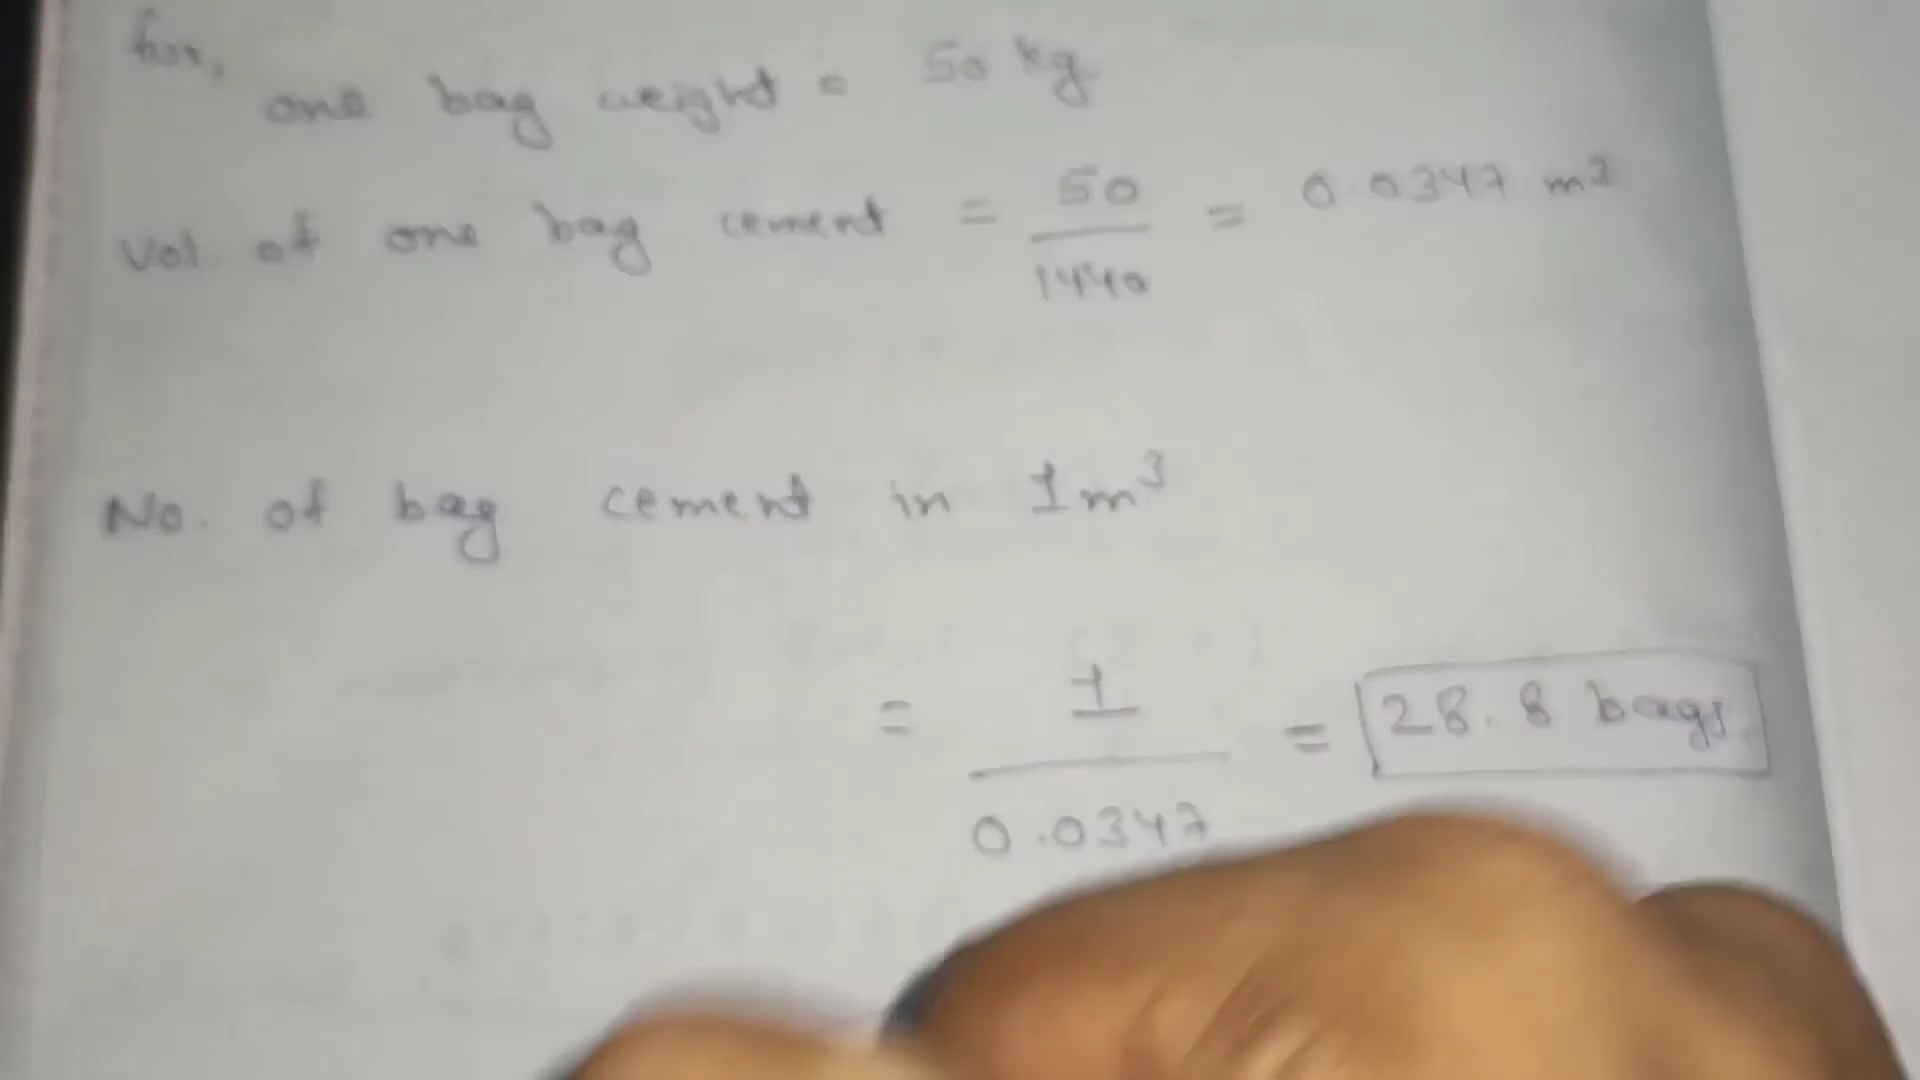 for,
one bag weight = 50 kg
Vol of one bag cement = 50/1440 = 0.0347 m³
No. of bag cement in 1m³
= 1/0.0347 = 28.8 bags